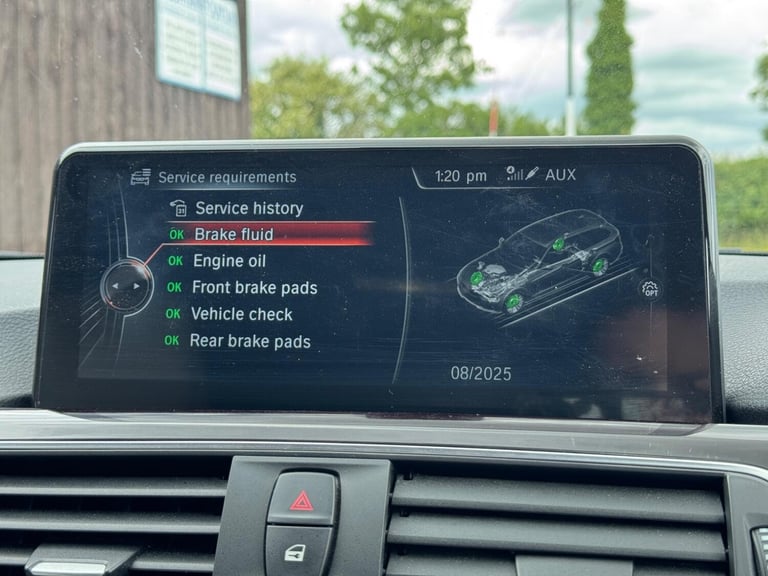 Service requirements
1:20 pm
AUX
Service history
OK Brake fluid
OK Engine oil
OK Front brake pads
OK Vehicle check
OK Rear brake pads
OPT
08/2025